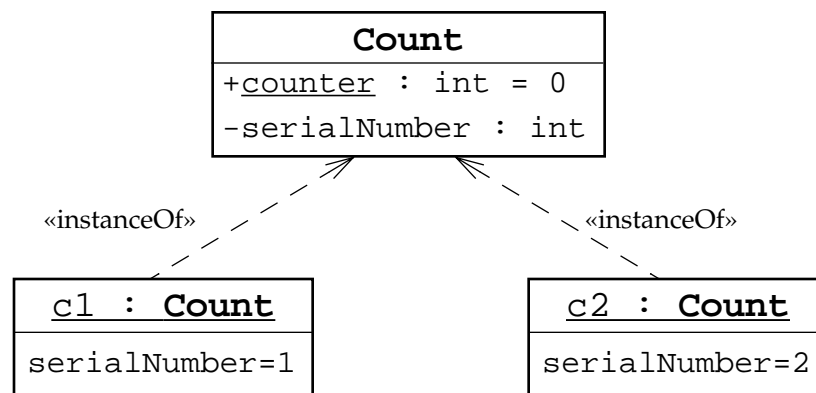 Count
+counter : int = 0
-serialNumber : int
«instanceOf»
«instanceOf»
c1 : Count
serialNumber=1
c2 : Count
serialNumber=2